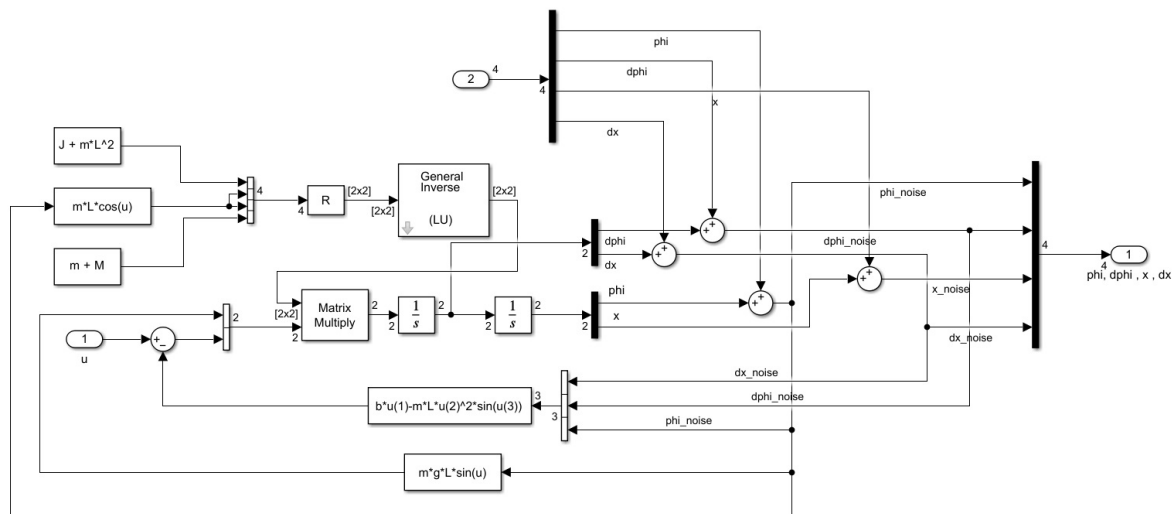 phi
4
2
dphi
4
x
dx
J + m*L^2
General
Inverse
(LU)
[2x2]
[2x2]
[2x2]
4
R
4
m*L*cos(u)
phi_noise
m + M
dphi
dx
2
dphi_noise
4
1
4
phi, dphi , x , dx
phi
x
2
x_noise
Matrix
Multiply
[2x2]
2
2
2
1
s
2
2
1
s
2
2
1
u
+
−
+
+
+
+
+
+
+
+
dx_noise
dx_noise
dphi_noise
phi_noise
3
3
b*u(1)-m*L*u(2)^2*sin(u(3))
m*g*L*sin(u)